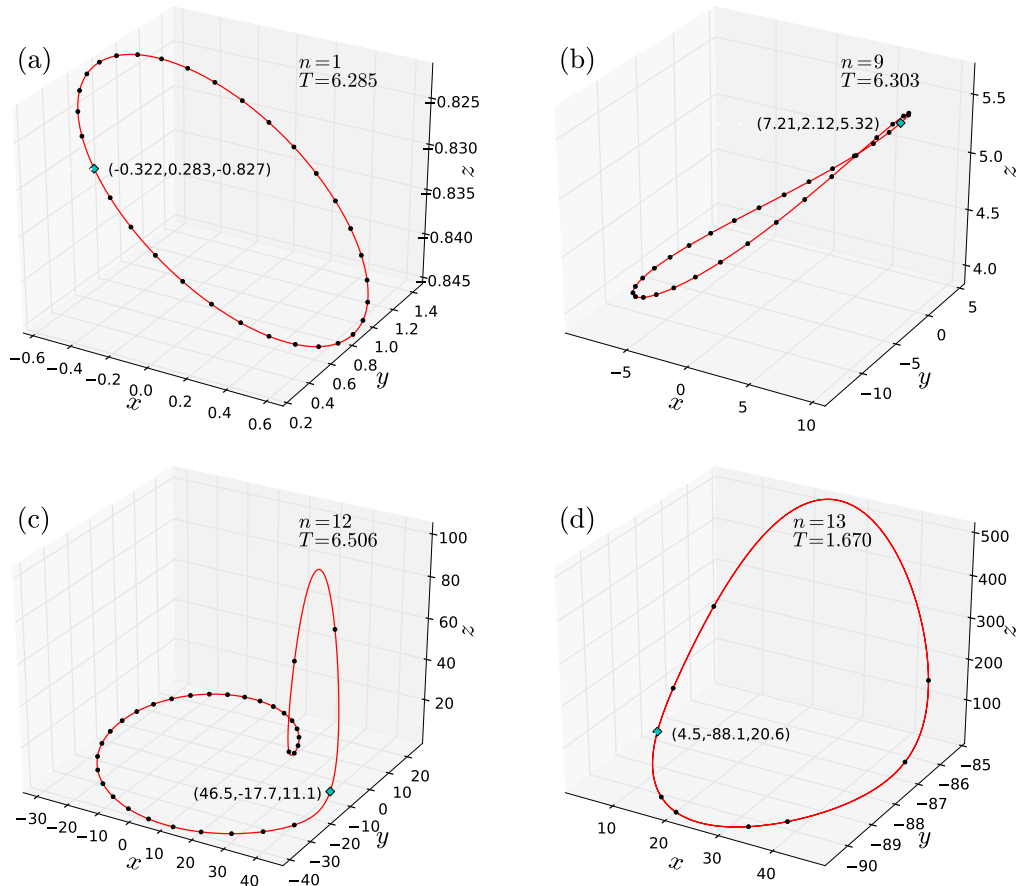 (a)
n=1
T=6.285
(-0.322,0.283,-0.827)
−0.825
−0.830
−0.835
−0.840
−0.845
z
−0.6
−0.4
−0.2
0.0
0.2
0.4
0.6
x
0.2
0.4
0.6
0.8
1.0
1.2
1.4
y
(b)
n=9
T=6.303
(7.21,2.12,5.32)
5.5
5.0
4.5
4.0
z
−5
0
5
10
x
−10
−5
0
5
y
(c)
n=12
T=6.506
(46.5,-17.7,11.1)
100
80
60
40
20
z
−30
−20
−10
0
10
20
30
40
x
−40
−30
−20
−10
0
10
20
y
(d)
n=13
T=1.670
(4.5,-88.1,20.6)
500
400
300
200
100
z
10
20
30
40
x
−90
−89
−88
−87
−86
−85
y